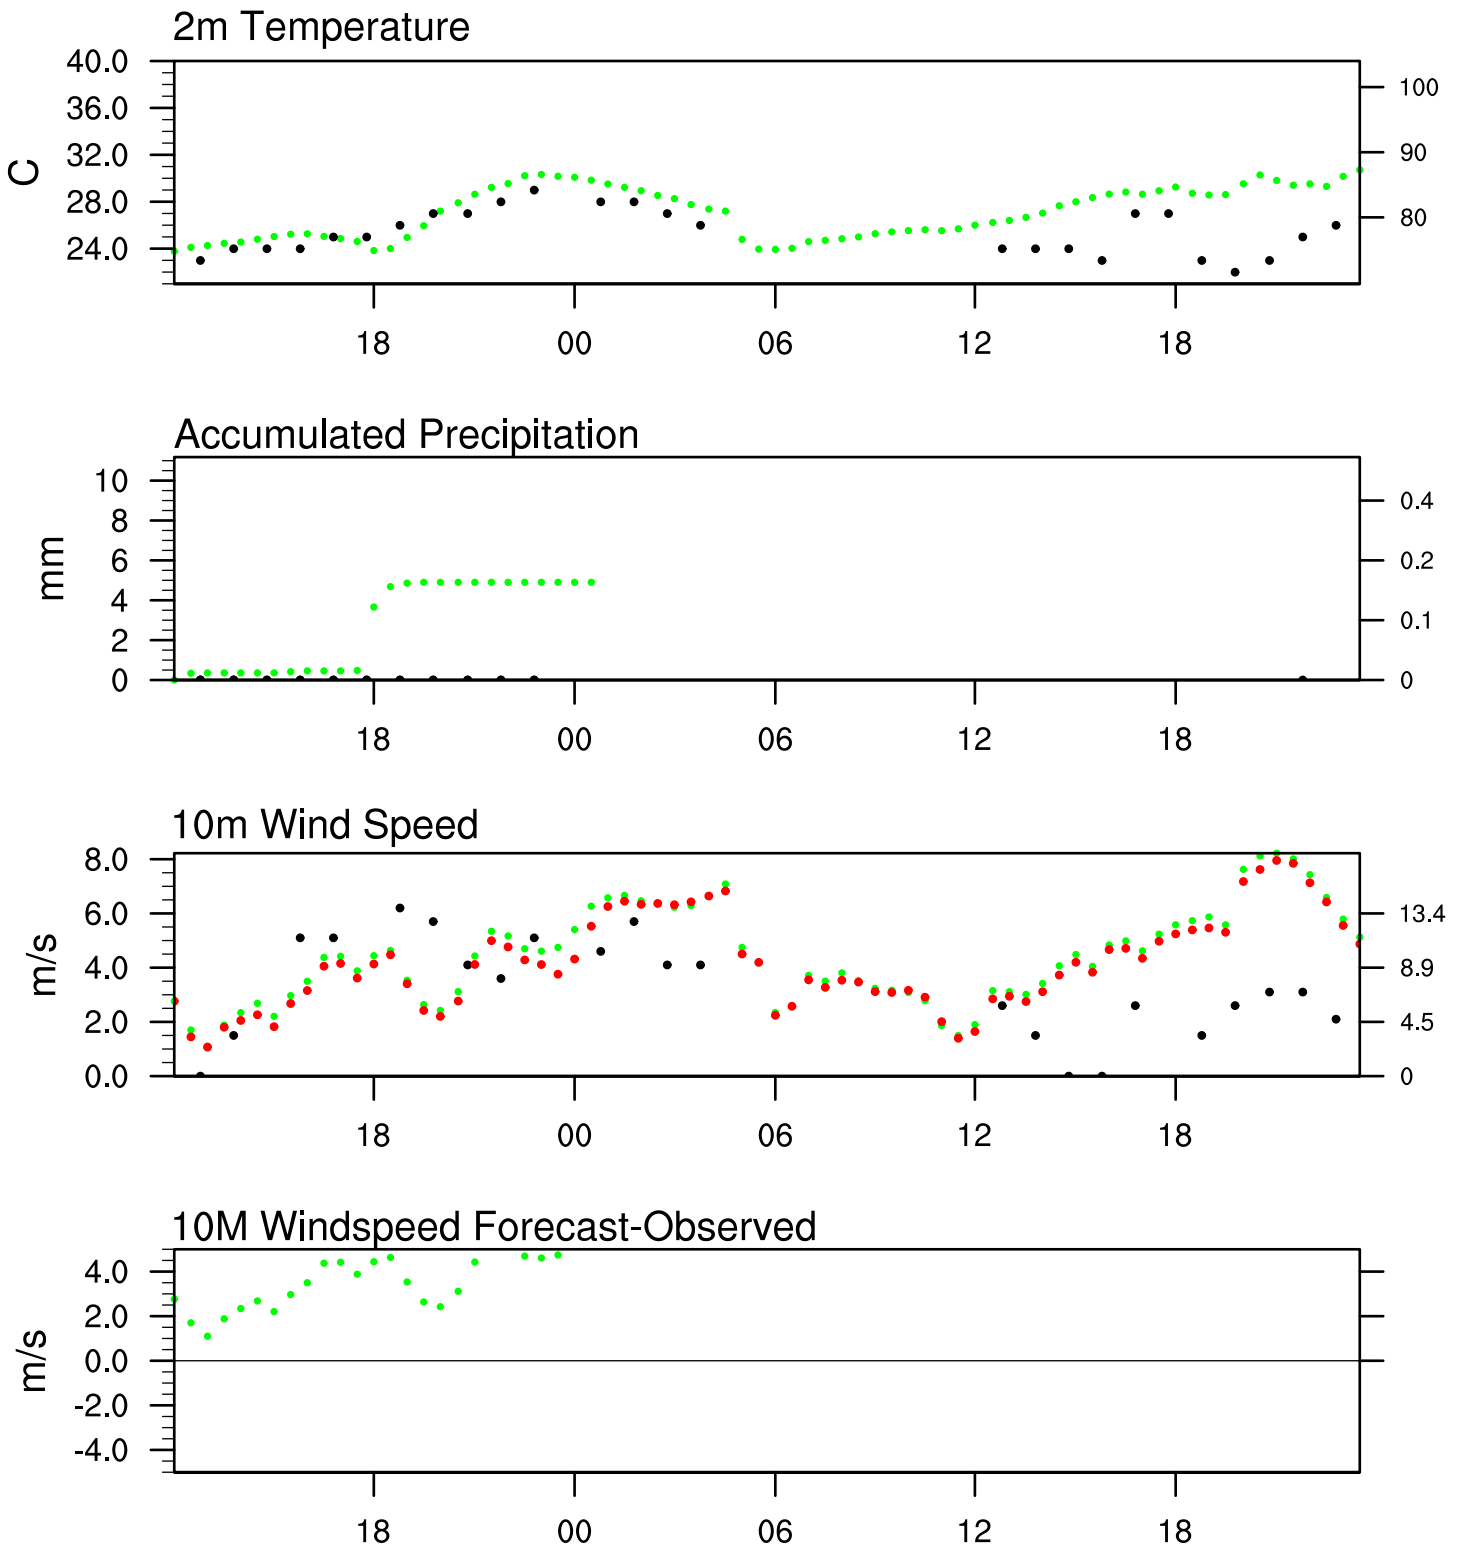 2m Temperature
40.0
36.0
32.0
28.0
24.0
C
100
90
80
18 00 06 12 18
Accumulated Precipitation
10
8
6
4
2
0
mm
0.4
0.2
0.1
0
18 00 06 12 18
10m Wind Speed
8.0
6.0
4.0
2.0
0.0
m/s
13.4
8.9
4.5
0
18 00 06 12 18
10M Windspeed Forecast-Observed
4.0
2.0
0.0
-2.0
-4.0
m/s
18 00 06 12 18